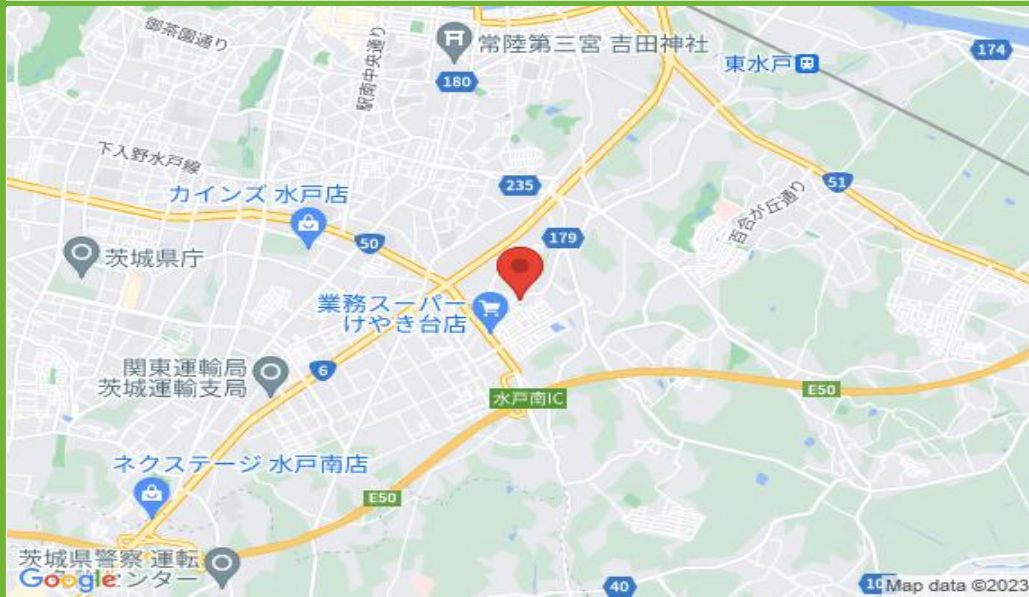 御茶園通り
駅南中央通り
常陸第三宮 吉田神社
180
東水戸
174
下入野水戸線
カインズ 水戸店
235
51
百合が丘通り
茨城県庁
50
179
業務スーパー
けやき台店
関東運輸局
茨城運輸支局
6
水戸南IC
E50
ネクステージ 水戸南店
E50
茨城県警察 運転
センター
Google
40
Map data ©2023